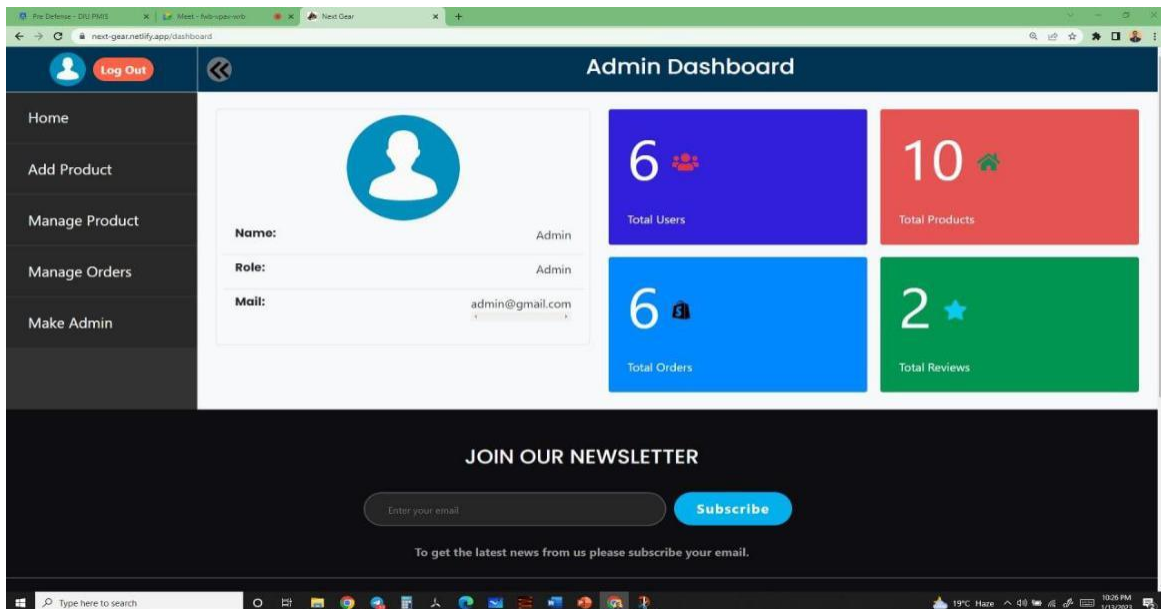 Pre Defense - DIU PMIS
Meet - fwb-vpav-wrb
Next Gear
next-gear.netlify.app/dashboard
Log Out
Admin Dashboard
Home
Add Product
Manage Product
Manage Orders
Make Admin
Name: Admin
Role: Admin
Mail: admin@gmail.com
6
Total Users
10
Total Products
6
Total Orders
2
Total Reviews
JOIN OUR NEWSLETTER
Enter your email
Subscribe
To get the latest news from us please subscribe your email.
Type here to search
19°C Haze
10:26 PM
1/13/2023